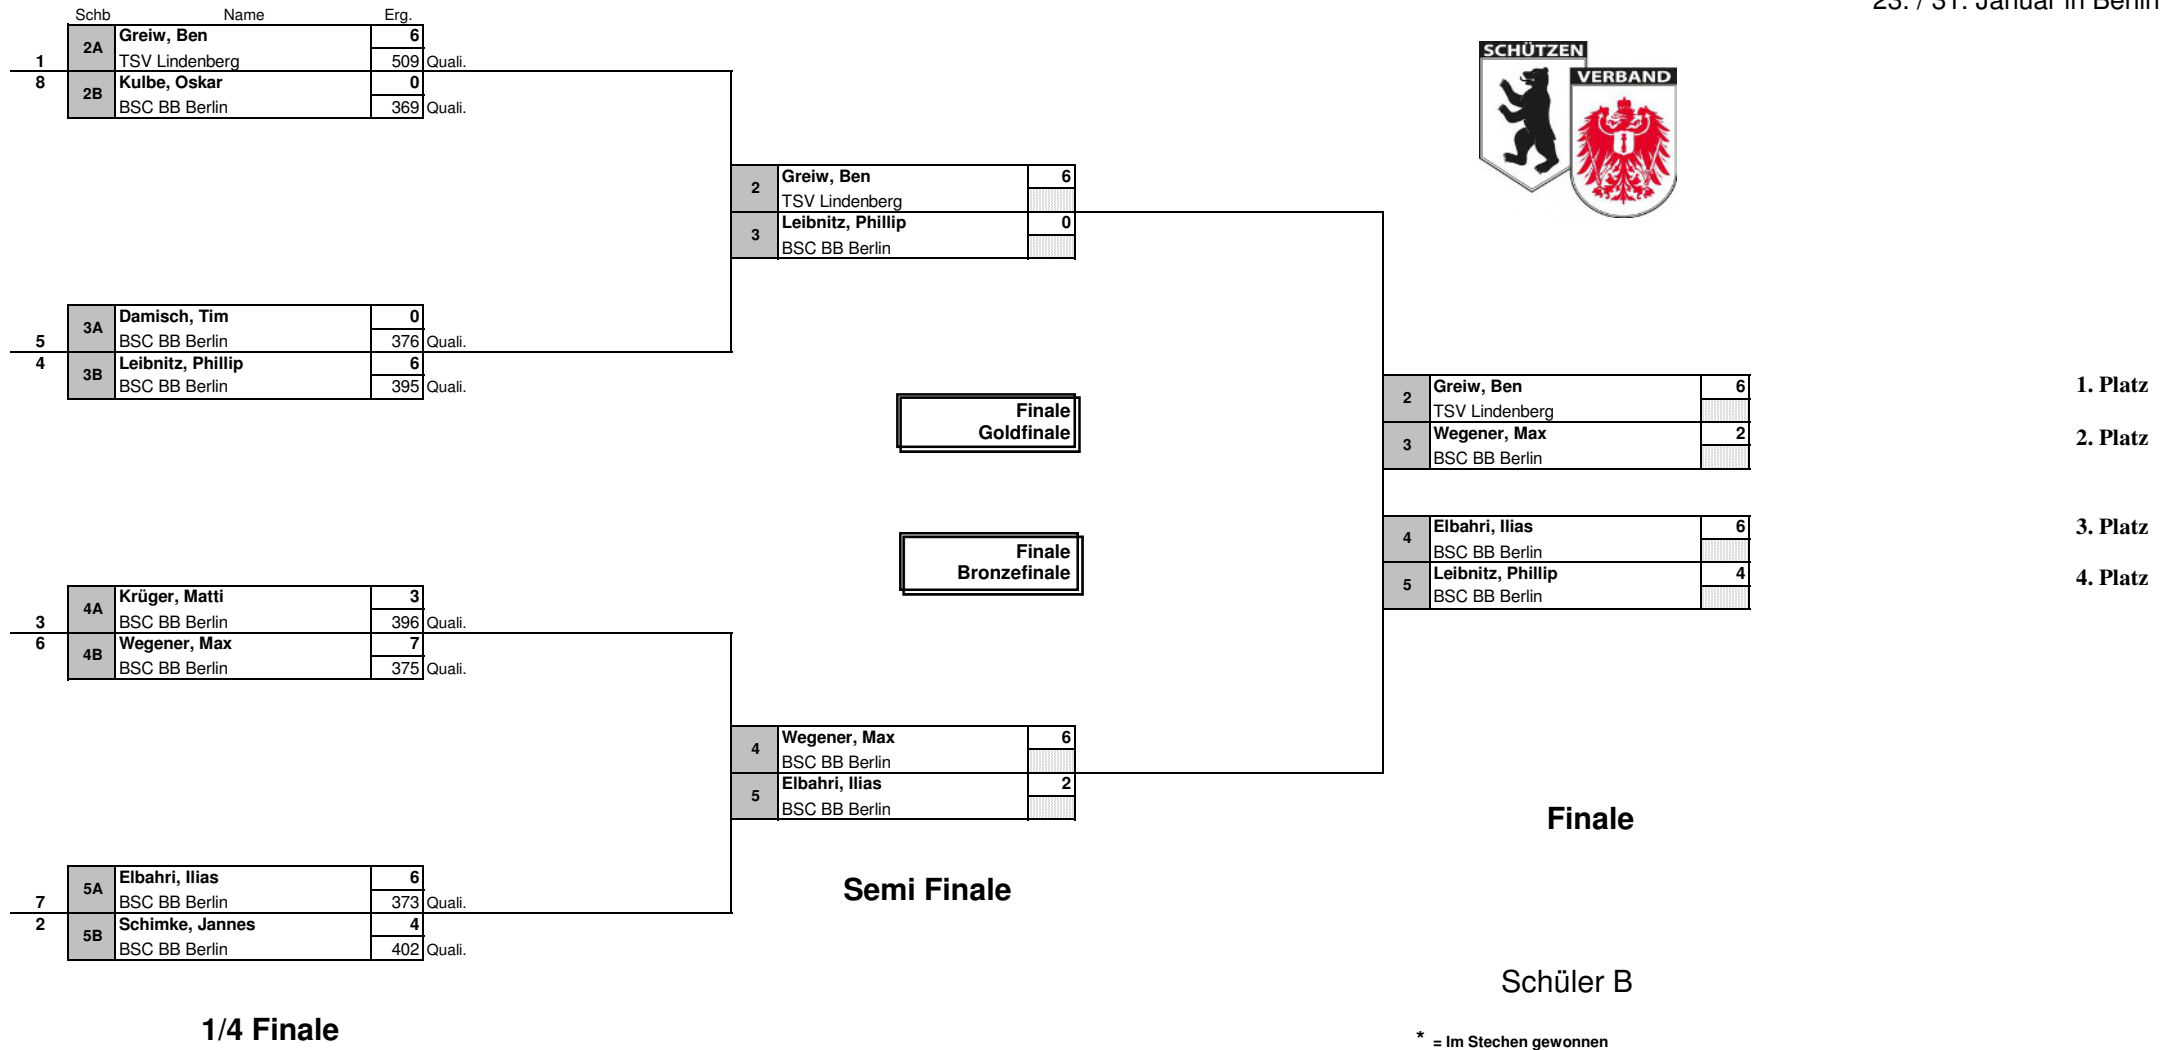 23. / 31. Januar in Berlin
Schb Name Erg.
2A Greiw, Ben 6
1 TSV Lindenberg 509 Quali.
8 2B Kulbe, Oskar 0
BSC BB Berlin 369 Quali.
SCHÜTZEN
VERBAND
2 Greiw, Ben 6
TSV Lindenberg
3 Leibnitz, Phillip 0
BSC BB Berlin
3A Damisch, Tim 0
5 BSC BB Berlin 376 Quali.
4 3B Leibnitz, Phillip 6
BSC BB Berlin 395 Quali.
Finale
Goldfinale
2 Greiw, Ben 6 1. Platz
TSV Lindenberg
3 Wegener, Max 2 2. Platz
BSC BB Berlin
Finale
Bronzefinale
4 Elbahri, Ilias 6 3. Platz
BSC BB Berlin
5 Leibnitz, Phillip 4 4. Platz
BSC BB Berlin
4A Krüger, Matti 3
3 BSC BB Berlin 396 Quali.
6 4B Wegener, Max 7
BSC BB Berlin 375 Quali.
4 Wegener, Max 6
BSC BB Berlin
5 Elbahri, Ilias 2
BSC BB Berlin
Finale
5A Elbahri, Ilias 6
7 BSC BB Berlin 373 Quali.
2 5B Schimke, Jannes 4
BSC BB Berlin 402 Quali.
Semi Finale
Schüler B
1/4 Finale
* = Im Stechen gewonnen